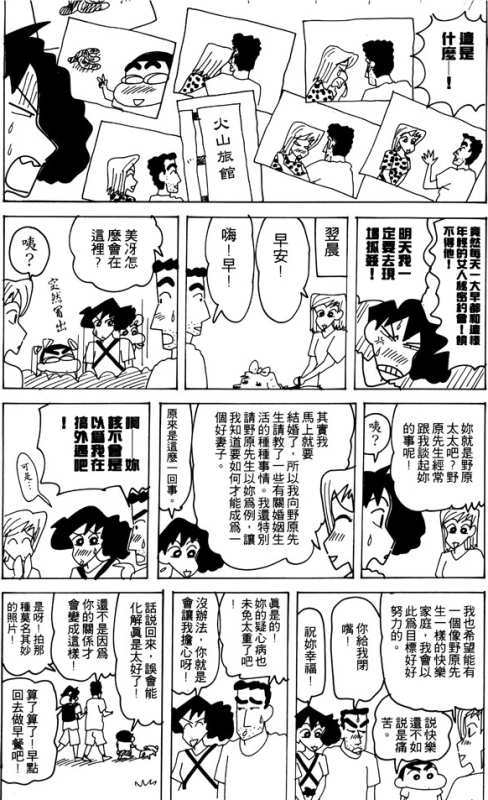 這是
什麼——！
火山旅館
竟然每天一大早都和這樣
年輕的女人秘密約會！饒
不得他！
明天我一
定要去現
場抓姦！
翌晨
早安！
嗨！早！
美冴怎
麼會在
這裡？
突然冒出
咦？
妳就是野原
太太吧？野
原先生經常
跟我談起妳
的事呢！
咦？
其實我
馬上就要
結婚了，所以我向野原先
生請教了一些有關婚姻生
活的種種事情。我還特別
請野原先生以妳為例，讓
我知道要如何才能成為一
個好妻子。
原來是這麼一回事。
啊——妳
該不會是
以為我在
搞外遇吧
！
可是…
我也希望能有
一個像野原先
生一樣的快樂
家庭，我會以
此為目標好好
努力的。
說快樂
還不如
說是痛
苦。
你給我閉
嘴！
祝妳幸福！
真是的！
妳的疑心病也
未免太重了吧
沒辦法，你就是
會讓我擔心呀！
話說回來，誤會能
化解真是太好了！
還不是因為
你的關係才
會變成這樣
是呀！拍那
種莫名其妙
的照片！
算了算了！早點
回去做早餐吧！